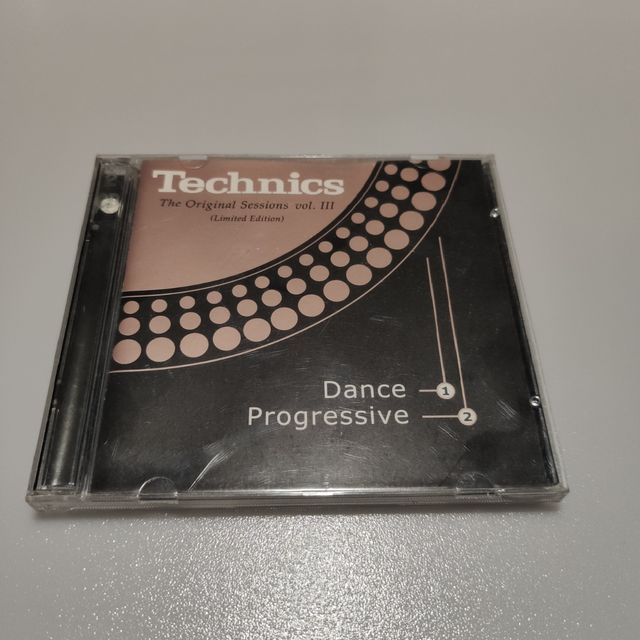 Technics
The Original Sessions vol. III
(Limited Edition)
Dance 1
Progressive 2